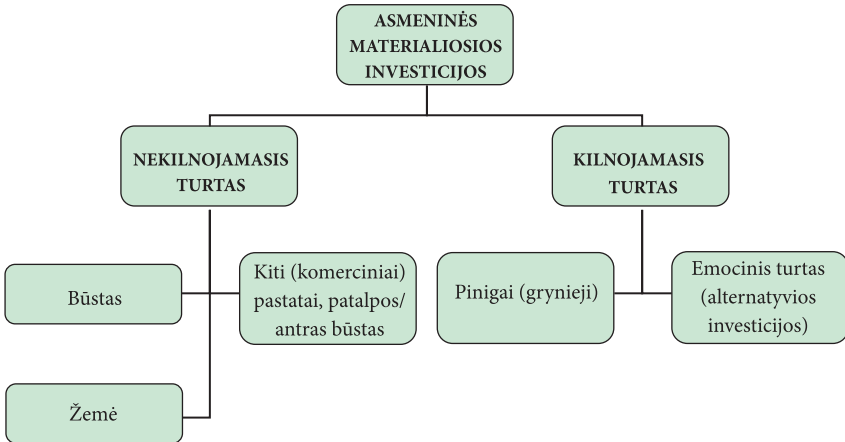 ASMENINĖS
MATERIALIOSIOS
INVESTICIJOS
NEKILNOJAMASIS
TURTAS
KILNOJAMASIS
TURTAS
Būstas
Kiti (komerciniai)
pastatai, patalpos/
antras būstas
Pinigai (grynieji)
Emocinis turtas
(alternatyvios
investicijos)
Žemė